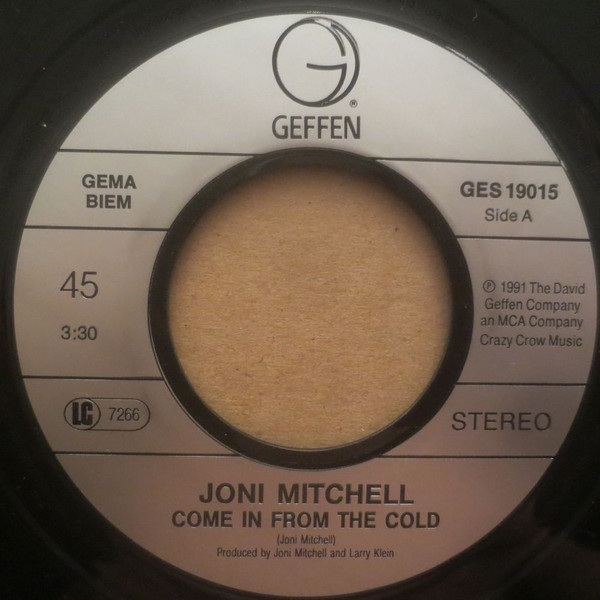 G®
GEFFEN
GEMA
BIEM
GES 19015
Side A
45
3:30
℗ 1991 The David
Geffen Company
an MCA Company
Crazy Crow Music
LC 7266
STEREO
JONI MITCHELL
COME IN FROM THE COLD
(Joni Mitchell)
Produced by Joni Mitchell and Larry Klein